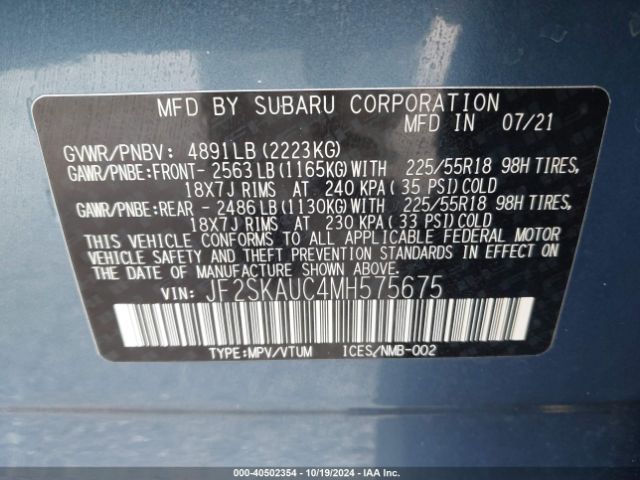 MFD BY SUBARU CORPORATION
MFD IN 07/21
GVWR/PNBV: 4891LB(2223KG)
GAWR/PNBE:FRONT- 2563LB(1165KG)WITH 225/55R18 98H TIRES,
18X7J RIMS AT 240 KPA(35 PSI)COLD
GAWR/PNBE:REAR - 2486LB(1130KG)WITH 225/55R18 98H TIRES,
18X7J RIMS AT 230 KPA(33 PSI)COLD
THIS VEHICLE CONFORMS TO ALL APPLICABLE FEDERAL MOTOR
VEHICLE SAFETY AND THEFT PREVENTION STANDARDS IN EFFECT ON
THE DATE OF MANUFACTURE SHOWN ABOVE.
VIN: JF2SKAUC4MH575675
TYPE:MPV/VTUM ICES/NMB-002
000-40502354 | 10/19/2024 | IAA Inc.